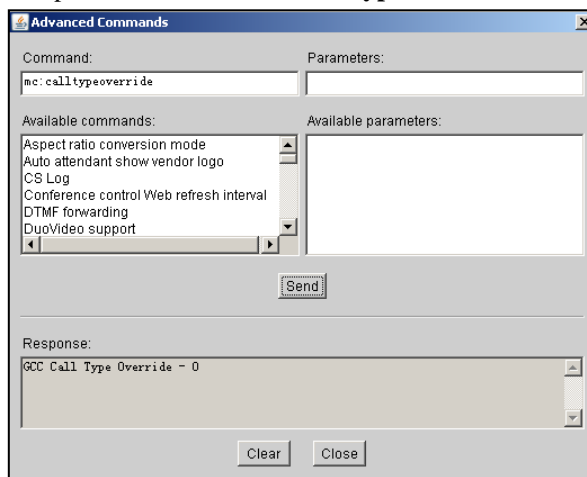 Advanced Commands
Command:
Parameters:
mc:calltypeoverride
Available commands:
Available parameters:
Aspect ratio conversion mode
Auto attendant show vendor logo
CS Log
Conference control Web refresh interval
DTMF forwarding
DuoVideo support
Send
Response:
GCC Call Type Override - 0
Clear
Close